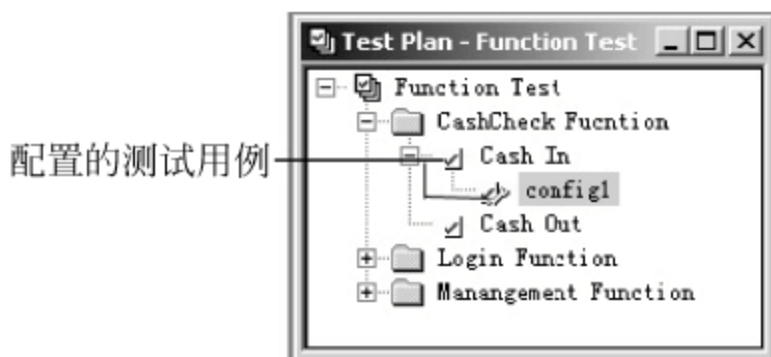 Test Plan - Function Test
Function Test
CashCheck Fucntion
配置的测试用例
Cash In
config1
Cash Out
Login Function
Manangement Function